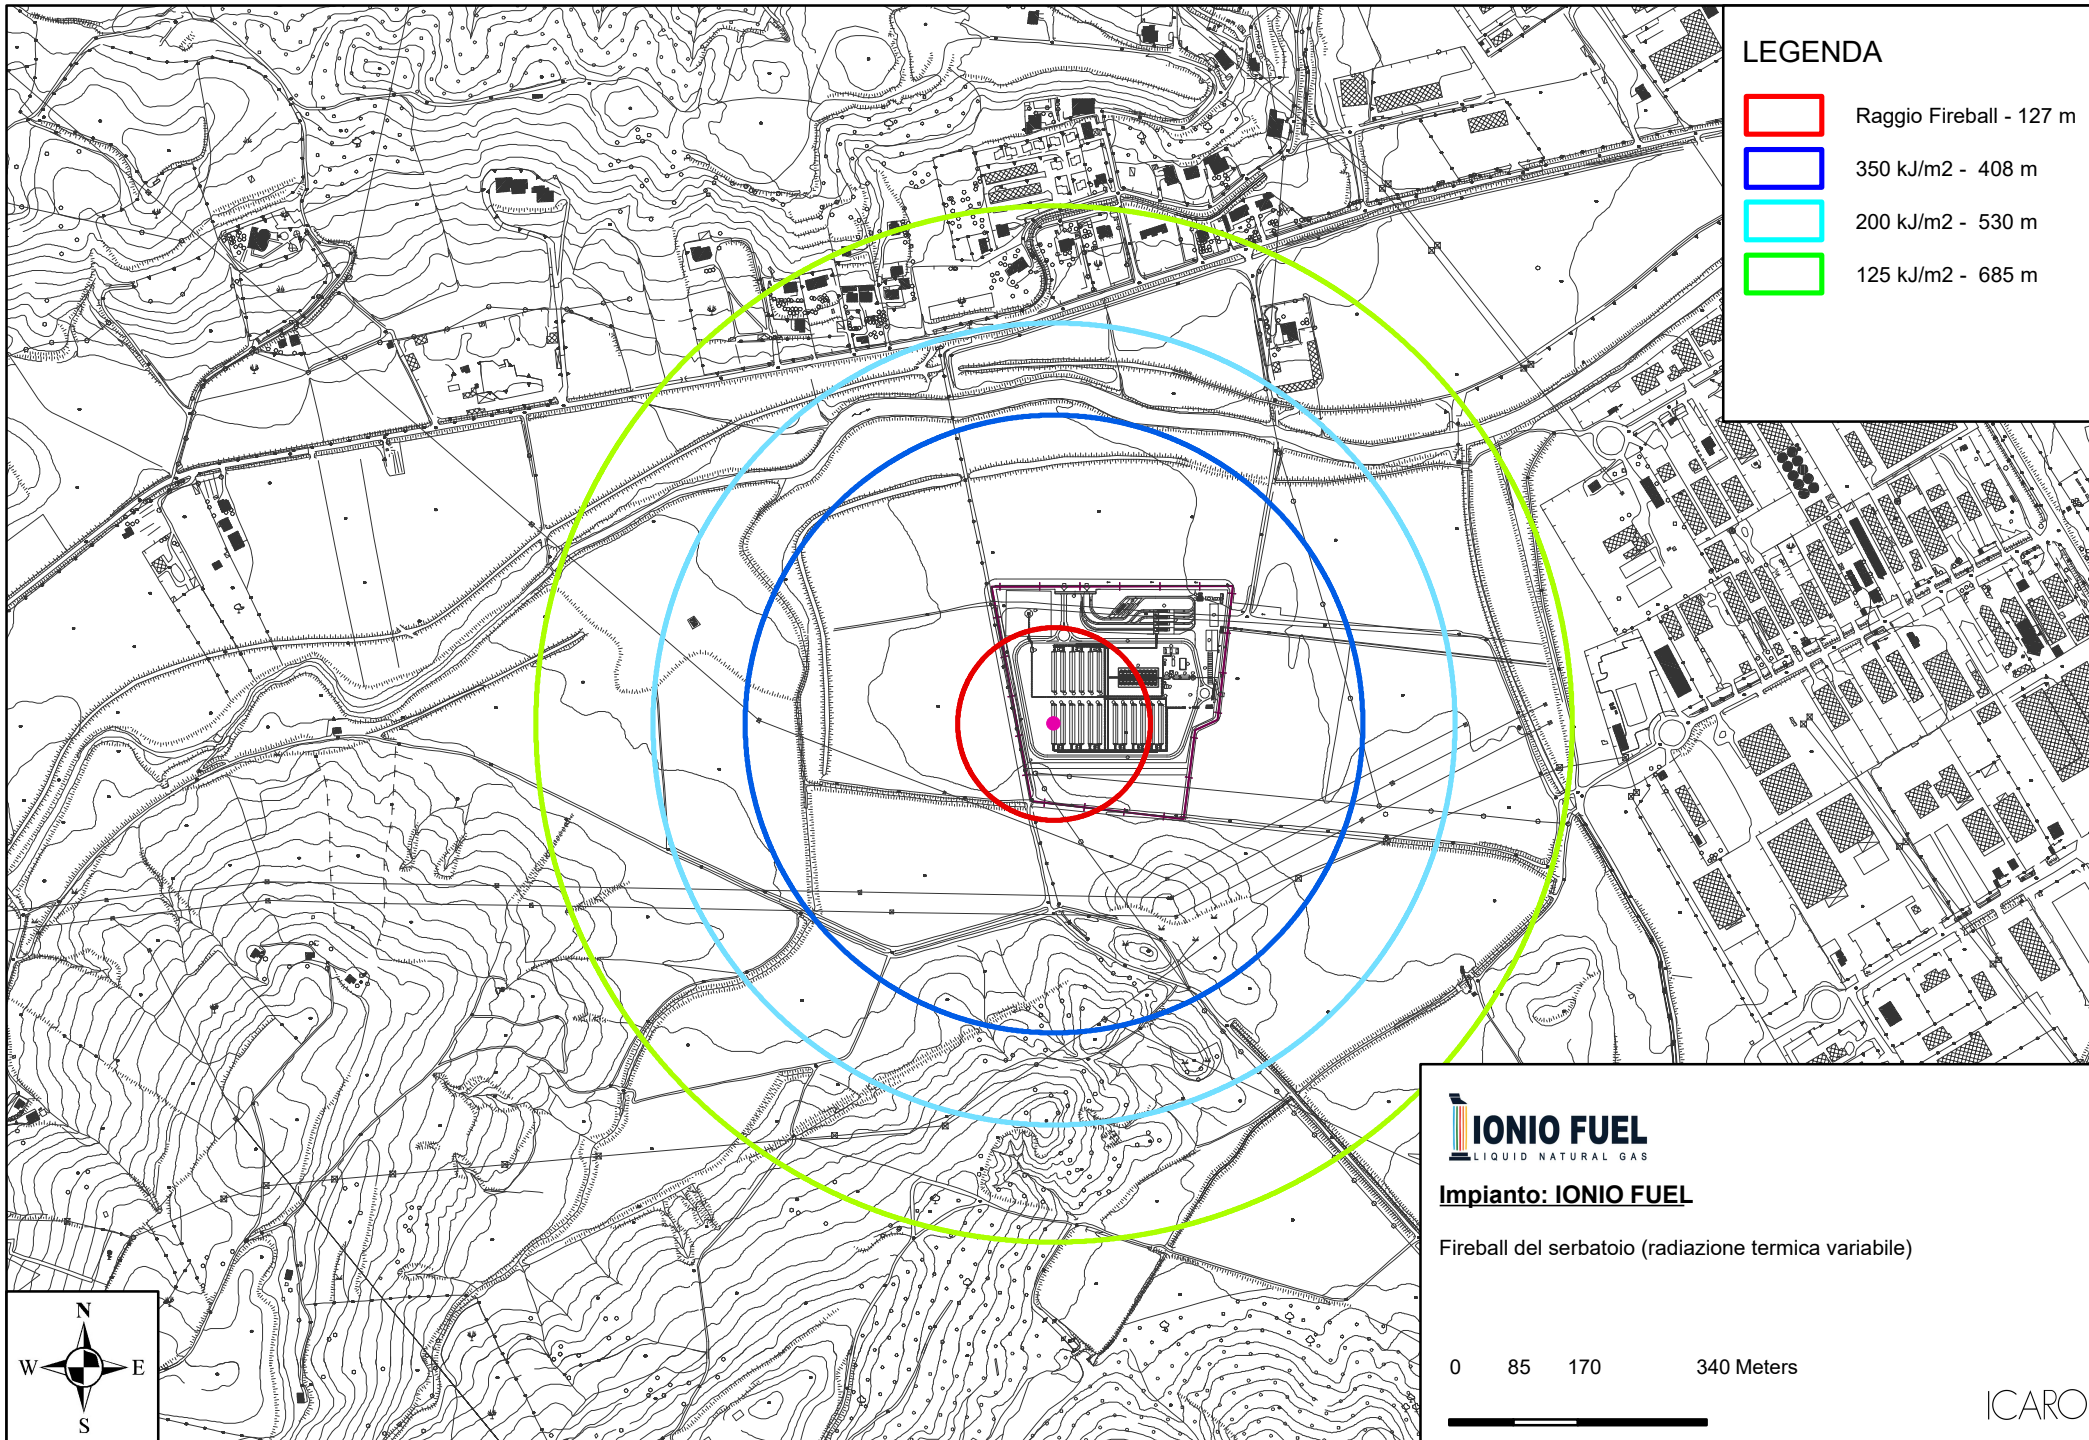 LEGENDA
Raggio Fireball - 127 m
350 kJ/m2 - 408 m
200 kJ/m2 - 530 m
125 kJ/m2 - 685 m
IONIO FUEL
LIQUID NATURAL GAS
Impianto: IONIO FUEL
Fireball del serbatoio (radiazione termica variabile)
0 85 170 340 Meters
ICARO
N
W E
S